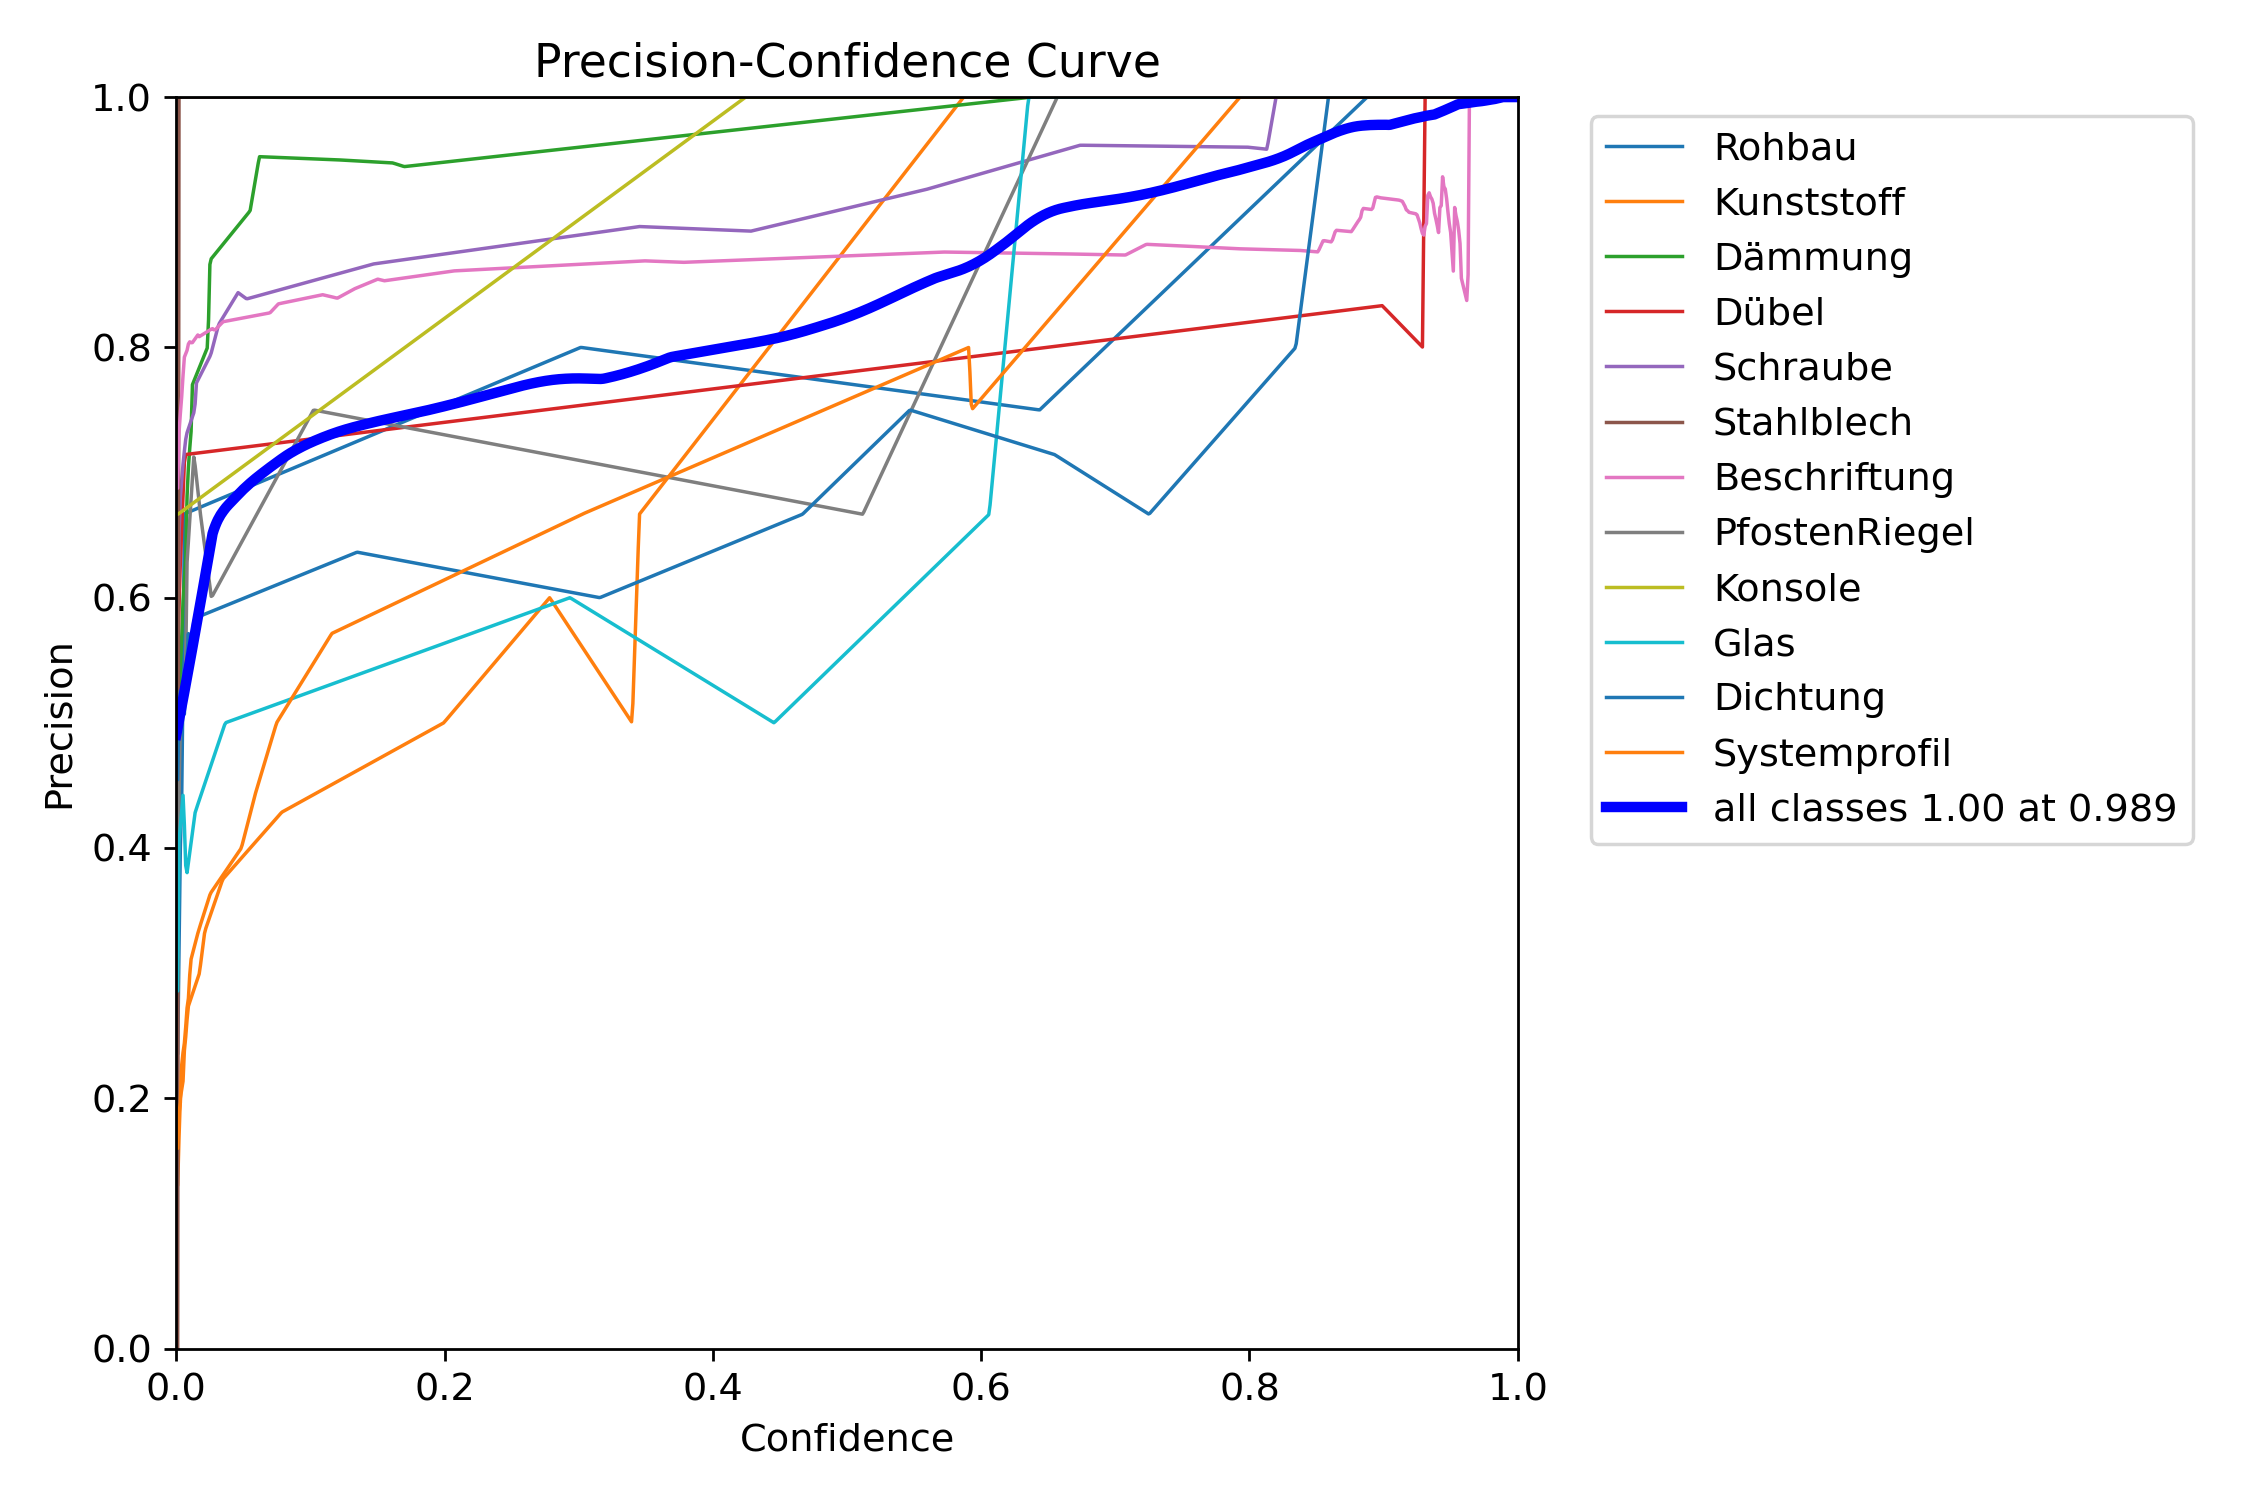 Precision-Confidence Curve
1.0
0.8
0.6
0.4
0.2
0.0
Precision
0.0 0.2 0.4 0.6 0.8 1.0
Confidence
Rohbau
Kunststoff
Dämmung
Dübel
Schraube
Stahlblech
Beschriftung
PfostenRiegel
Konsole
Glas
Dichtung
Systemprofil
all classes 1.00 at 0.989